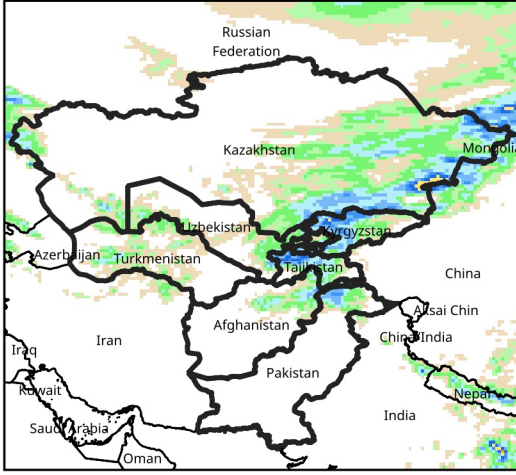 Russian
Federation
Kazakhstan
Mongolia
Uzbekistan
Kyrgyzstan
Azerbaijan
Turkmenistan
Tajikistan
China
Aksai Chin
Afghanistan
China/India
Iran
Iraq
Pakistan
Kuwait
Nepal
India
Saudi Arabia
Oman